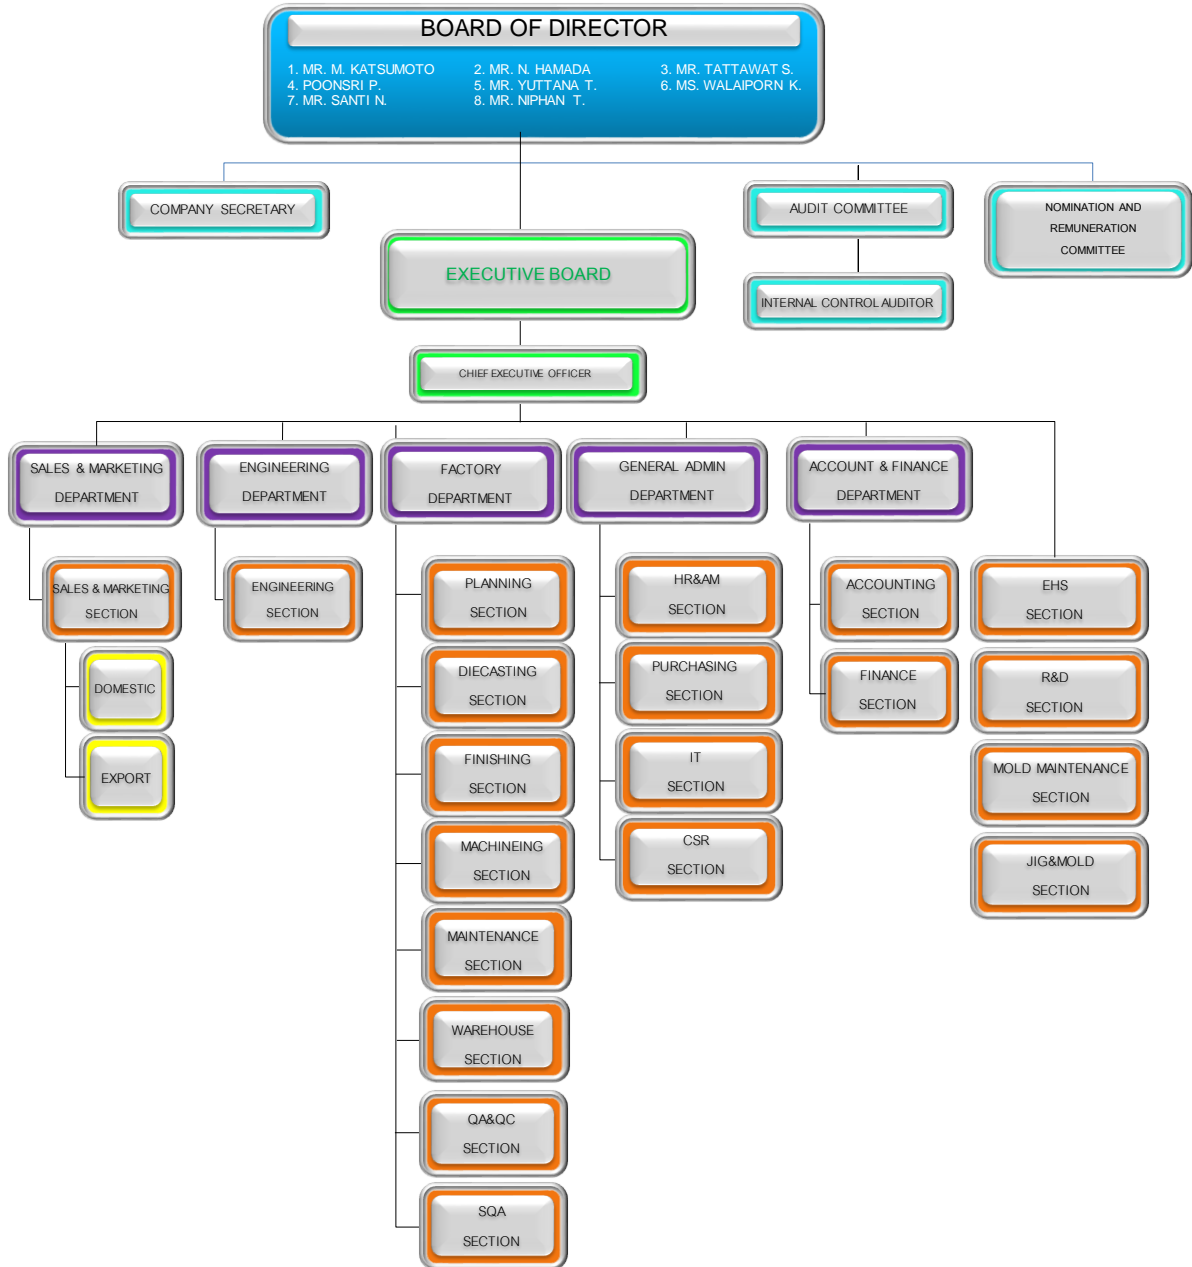 BOARD OF DIRECTOR
1. MR. M. KATSUMOTO 2. MR. N. HAMADA 3. MR. TATTAWAT S.
4. POONSRI P. 5. MR. YUTTANA T. 6. MS. WALAIPORN K.
7. MR. SANTI N. 8. MR. NIPHAN T.
COMPANY SECRETARY
AUDIT COMMITTEE
NOMINATION AND
REMUNERATION
COMMITTEE
EXECUTIVE BOARD
INTERNAL CONTROL AUDITOR
CHIEF EXECUTIVE OFFICER
SALES & MARKETING
DEPARTMENT
ENGINEERING
DEPARTMENT
FACTORY
DEPARTMENT
GENERAL ADMIN
DEPARTMENT
ACCOUNT & FINANCE
DEPARTMENT
SALES & MARKETING
SECTION
DOMESTIC
EXPORT
ENGINEERING
SECTION
PLANNING
SECTION
DIECASTING
SECTION
FINISHING
SECTION
MACHINEING
SECTION
MAINTENANCE
SECTION
WAREHOUSE
SECTION
QA&QC
SECTION
SQA
SECTION
HR&AM
SECTION
PURCHASING
SECTION
IT
SECTION
CSR
SECTION
ACCOUNTING
SECTION
FINANCE
SECTION
EHS
SECTION
R&D
SECTION
MOLD MAINTENANCE
SECTION
JIG&MOLD
SECTION